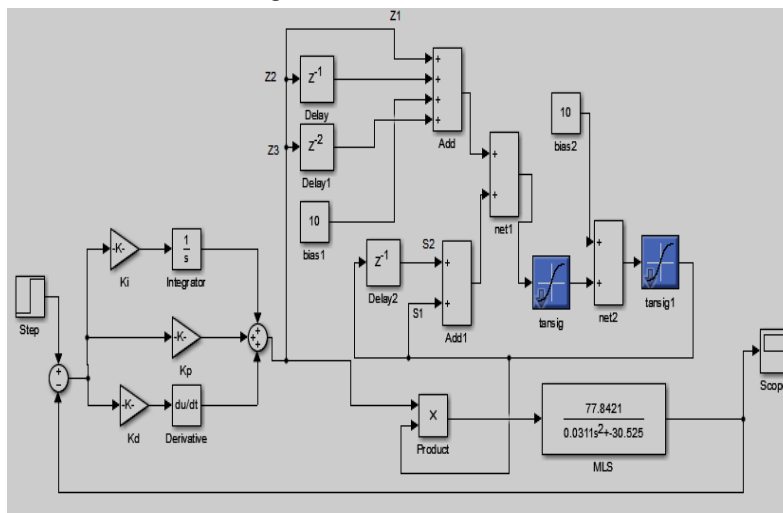 Z1
Z2
z-1
Delay
Z3
z-2
Delay1
10
bias1
Add
net1
10
bias2
-K-
Ki
1
s
Integrator
z-1
Delay2
S2
S1
Add1
tansig
net2
tansig1
Step
-K-
Kp
-K-
Kd
du/dt
Derivative
X
Product
77.8421
0.0311s2+-30.525
MLS
Scope